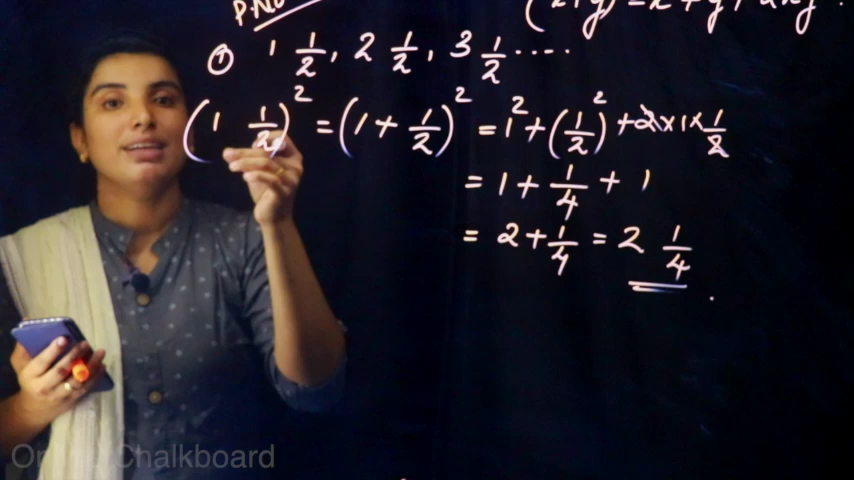 P.No
(x+y)² = x² + y² + 2xy.
① 1 1/2, 2 1/2, 3 1/2 ....
(1 1/2)² = (1 + 1/2)² = 1² + (1/2)² + 2×1×1/2
= 1 + 1/4 + 1
= 2 + 1/4 = 2 1/4
Online Chalkboard